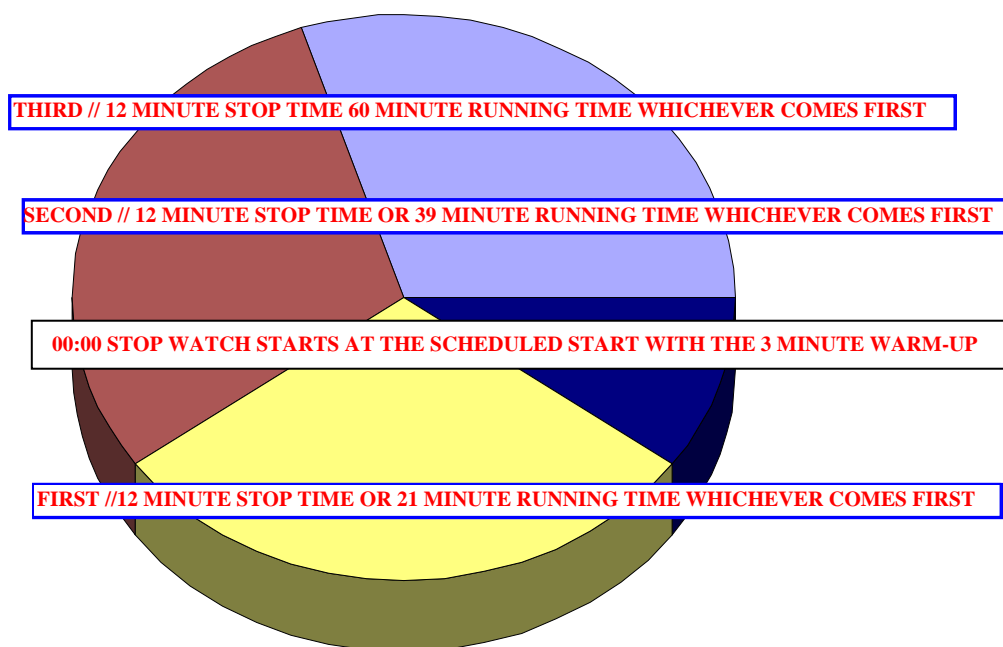 THIRD // 12 MINUTE STOP TIME 60 MINUTE RUNNING TIME WHICHEVER COMES FIRST
SECOND // 12 MINUTE STOP TIME OR 39 MINUTE RUNNING TIME WHICHEVER COMES FIRST
00:00 STOP WATCH STARTS AT THE SCHEDULED START WITH THE 3 MINUTE WARM-UP
FIRST //12 MINUTE STOP TIME OR 21 MINUTE RUNNING TIME WHICHEVER COMES FIRST